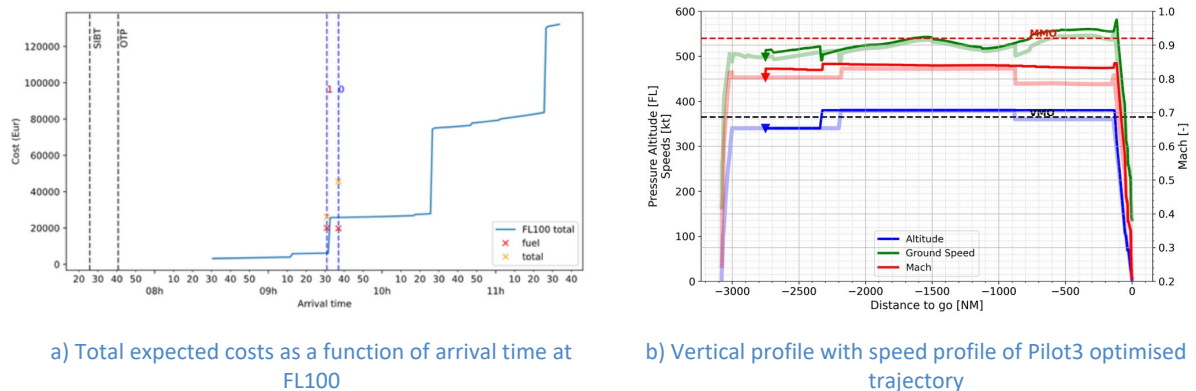 120000
100000
80000
60000
40000
20000
0
Cost (Eur)
SIBT
OTP
1 0
FL100 total
fuel
total
20 30 40 50 10 20 30 40 50 10 20 30 40 50 10 20 30 40 50 10 20 30 40
08h 09h 10h 11h
Arrival time
600
500
400
300
200
100
0
Pressure Altitude [FL]
Speeds [kt]
MMO
VMO
Altitude
Ground Speed
Mach
1.0
0.9
0.8
0.7
0.6
0.5
0.4
0.3
0.2
Mach [-]
−3000 −2500 −2000 −1500 −1000 −500 0
Distance to go [NM]
a) Total expected costs as a function of arrival time at
FL100
b) Vertical profile with speed profile of Pilot3 optimised
trajectory